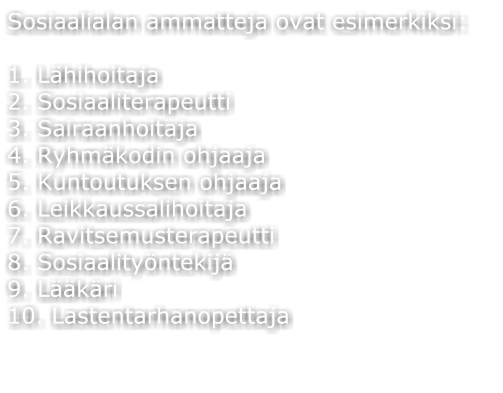 Sosiaalialan ammatteja ovat esimerkiksi:
1. Lähihoitaja
2. Sosiaaliterapeutti
3. Sairaanhoitaja
4. Ryhmäkodin ohjaaja
5. Kuntoutuksen ohjaaja
6. Leikkaussalihoitaja
7. Ravitsemusterapeutti
8. Sosiaalityöntekijä
9. Lääkäri
10. Lastentarhanopettaja